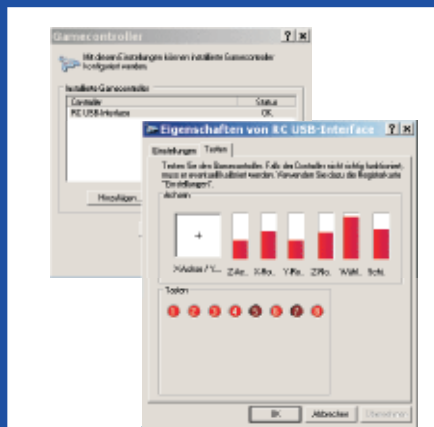 Gamecontroller
Mit diesen Einstellungen können installierte Gamecontroller
konfiguriert werden.
Installierte Gamecontroller
Controller Status
RC USB-Interface OK
Hinzufügen...
Eigenschaften von RC USB-Interface
Einstellungen Testen
Testen Sie den Gamecontroller. Falls der Controller nicht richtig funktioniert,
muss er eventuell kalibriert werden. Verwenden Sie dazu die Registerkarte
"Einstellungen".
Achsen
X-Achse / Y... Z-Ac.. X-Ro.. Y-Ro.. Z-Ro.. Wähl.. Schi.
Tasten
1 2 3 4 5 6 7 8
OK Abbrechen Übernehmen